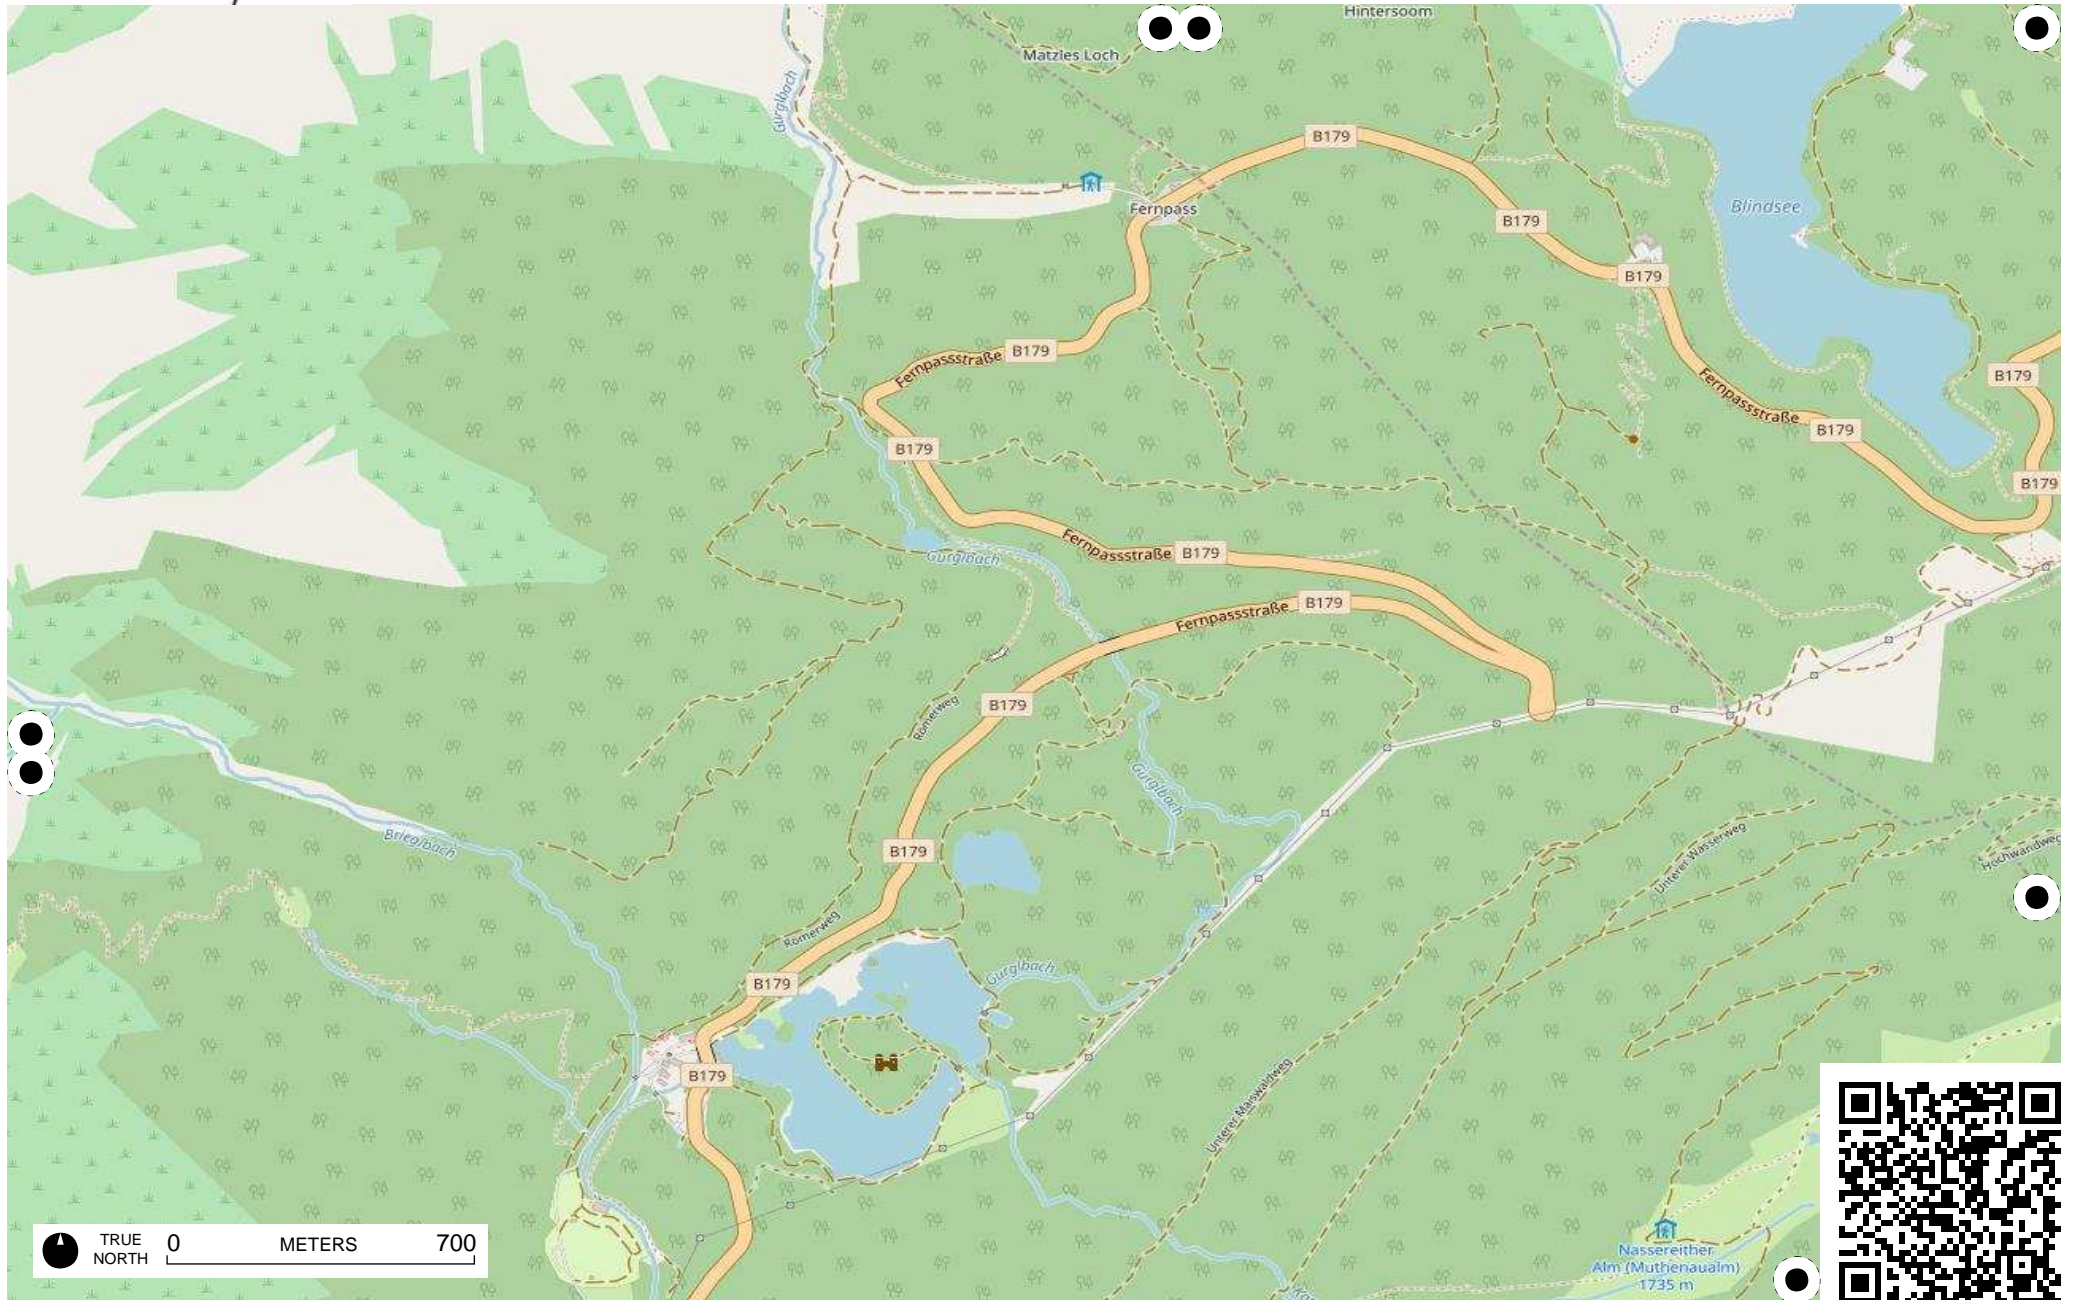 Hintersoom
Matzles Loch
Gurglbach
B179
Fernpass
B179
Blindsee
B179
Fernpassstraße
B179
B179
Fernpassstraße
B179
B179
B179
Fernpassstraße
B179
Gurglbach
Fernpassstraße
B179
Römerweg
B179
Gurglbach
Brieglbach
B179
Unterer Wasserweg
Hochwandweg
Römerweg
B179
Gurglbach
B179
Unterer Maiswaldweg
Nassereither
Alm (Muthenaualm)
1735 m
TRUE
NORTH
0 METERS 700